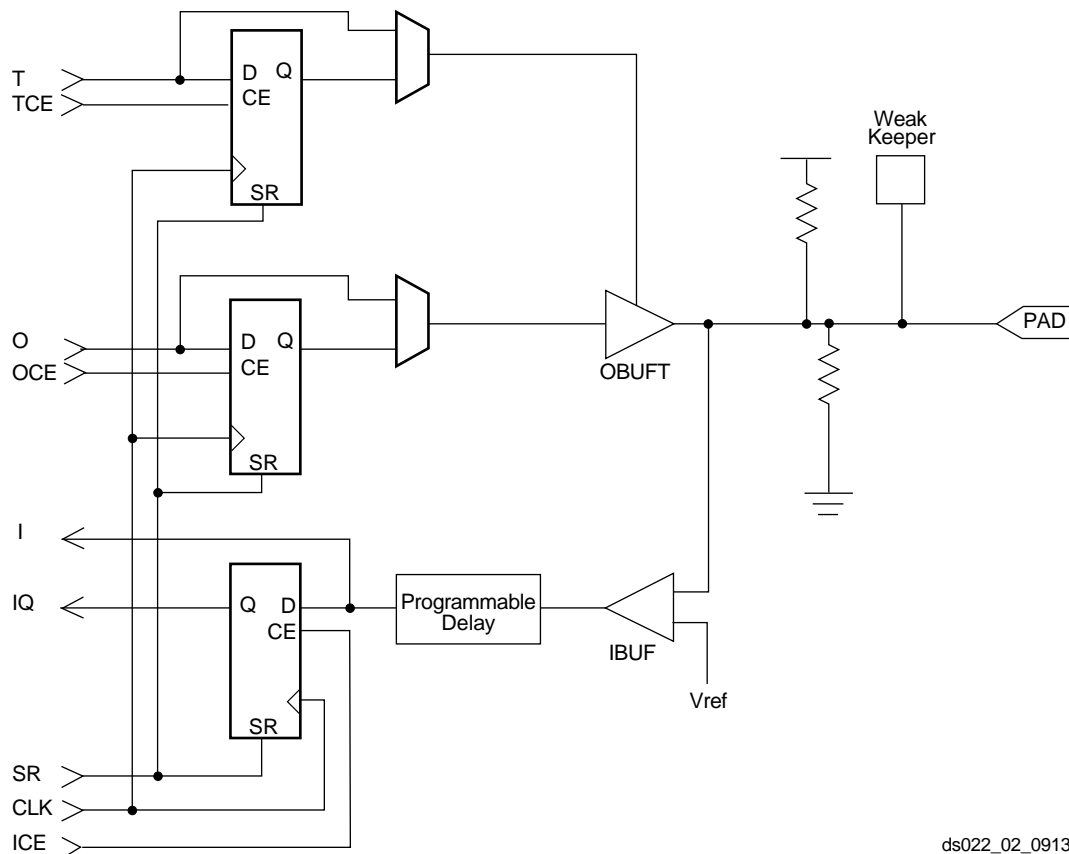 T
TCE
D Q
CE
SR
Weak
Keeper
O
OCE
D Q
CE
SR
OBUFT
PAD
I
IQ
Q D
CE
SR
Programmable
Delay
IBUF
Vref
SR
CLK
ICE
ds022_02_0913